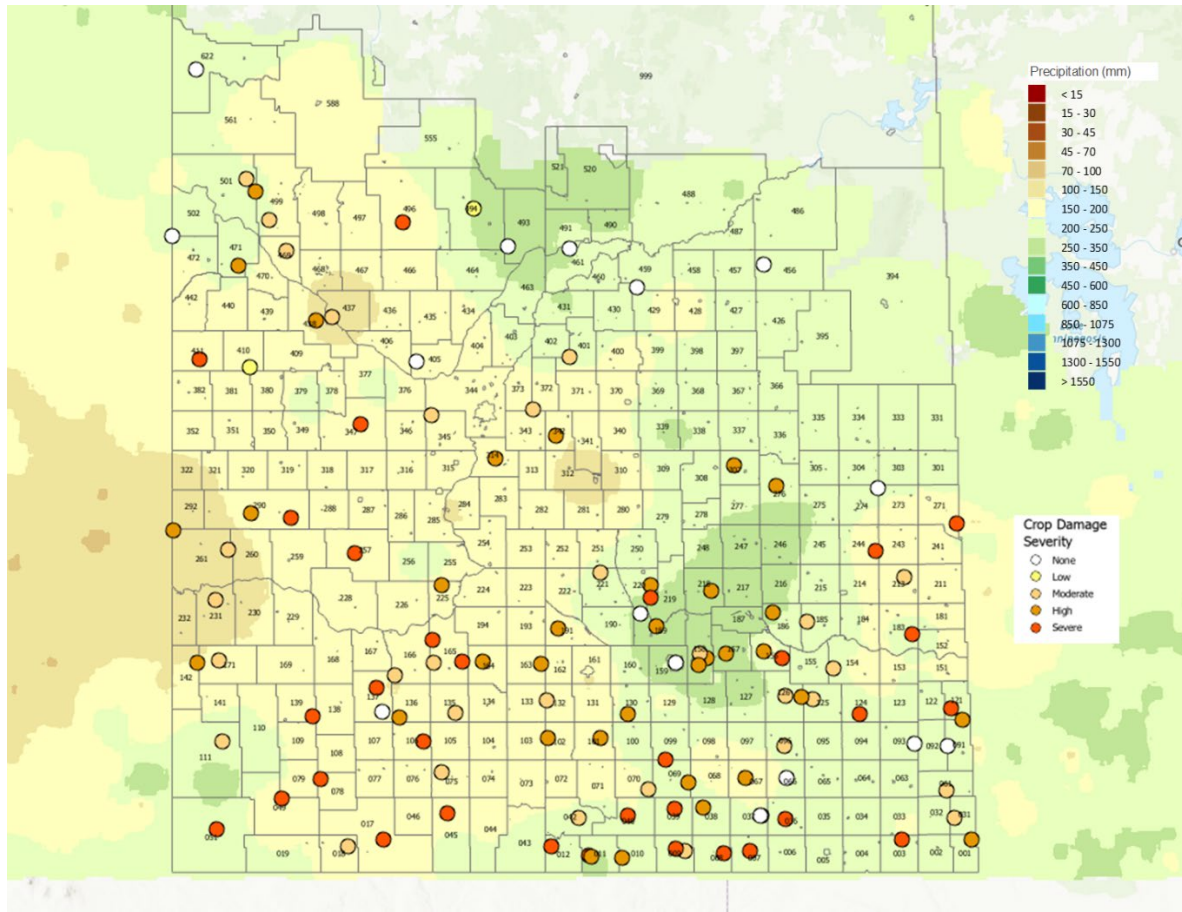 622
999
Precipitation (mm)
< 15
15 - 30
30 - 45
45 - 70
70 - 100
100 - 150
150 - 200
200 - 250
250 - 350
350 - 450
450 - 600
600 - 850
850 - 1075
1075 - 1300
1300 - 1550
> 1550
588
561
555
521 520
501
499
488
502 498 497 496 494 493 491 490 486
487
472 471 470 468 467 466 464 463 461 460 459 458 457 456
394
442 440 439 437 436 435 434 431 430 429 428 427 426
438
410 409 406 405 404 403 402 401 400 399 398 397 395
377
382 381 380 379 378 376 344 373 372 371 370 369 368 367 366
352 351 350 349 347 346 345 343 342 341 340 339 338 337 336 335 334 333 331
322 321 320 319 318 317 316 315 314 313 312 310 309 308 307 305 304 303 301
276
292 290 288 287 286 285 284 283 282 281 280 279 278 277 275 274 273 271
261 260 259 257 256 255 254 253 252 251 250 248 247 246 245 244 243 241
232 231 230 229 228 226 225 224 223 222 221 220 219 218 217 216 215 214 213 211
194 193 191 190 189 187 186 185 184 183 181
142 171 169 168 167 166 165 164 163 162 161 160 159 158 157 155 154 153 152 151
141 139 138 137 136 135 134 133 132 131 130 129 128 127 126 125 124 123 122 121
111 110 109 108 107 106 105 104 103 102 101 100 099 098 097 096 095 094 093 092 091
079 078 077 076 075 074 073 072 071 070 069 068 067 066 065 064 063 061
051 049 017 046 045 044 042 039 038 037 036 035 034 033 032 031
019 018 043 012 011 010 009 008 007 006 005 004 003 002 001
Crop Damage
Severity
None
Low
Moderate
High
Severe